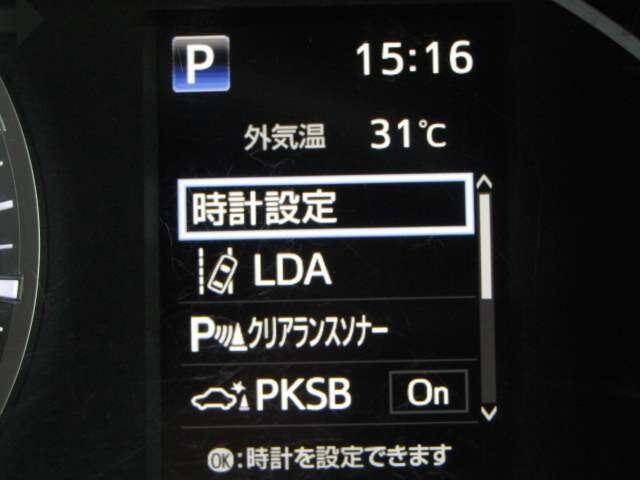 P 15:16
外気温 31℃
時計設定
LDA
Pクリアランスソナー
PKSB On
OK:時計を設定できます